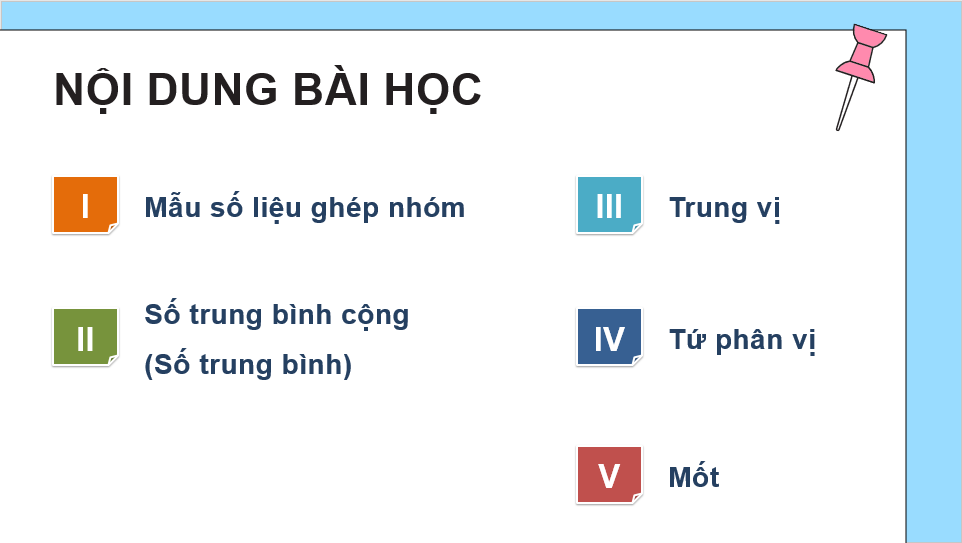 NỘI DUNG BÀI HỌC
I
Mẫu số liệu ghép nhóm
II
Số trung bình cộng
(Số trung bình)
III
Trung vị
IV
Tứ phân vị
V
Mốt